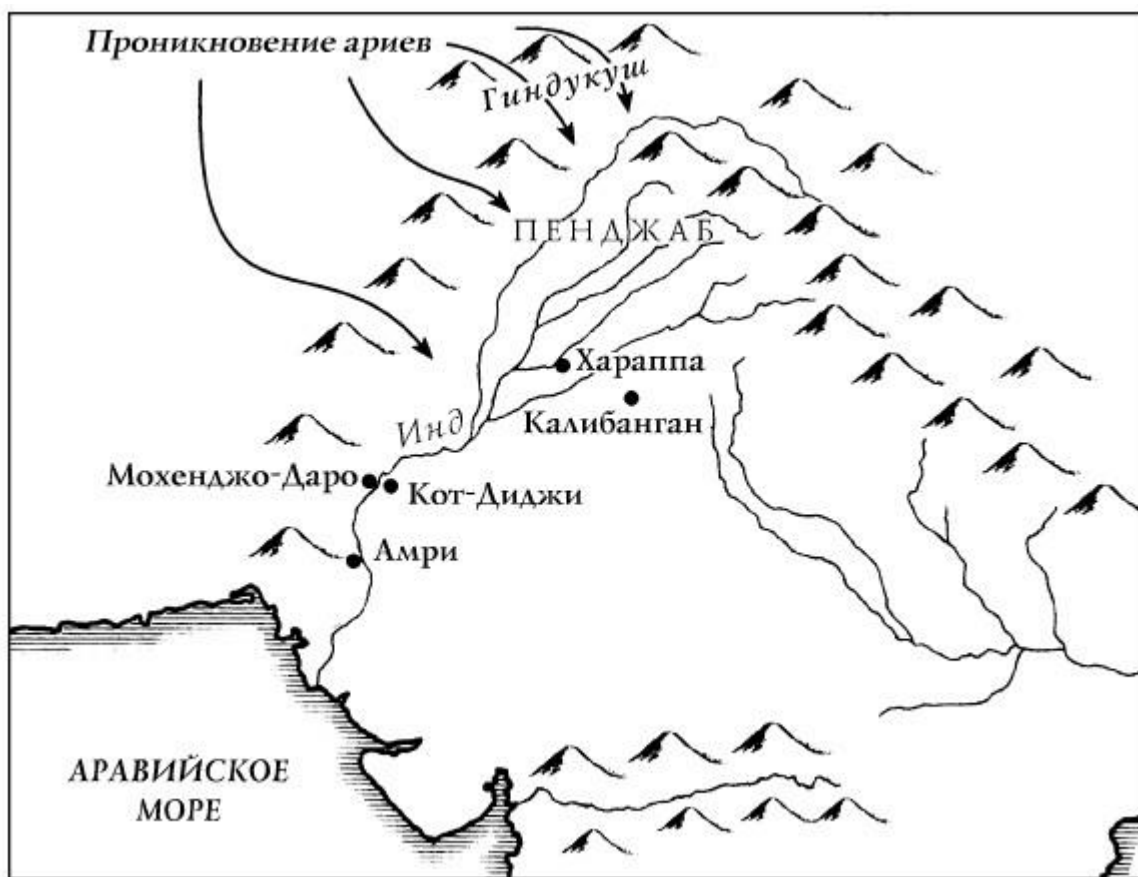 Проникновение ариев
Гиндукуш
ПЕНДЖАБ
Хараппа
Калибанган
Инд
Мохенджо-Даро
Кот-Диджи
Амри
АРАВИЙСКОЕ
МОРЕ